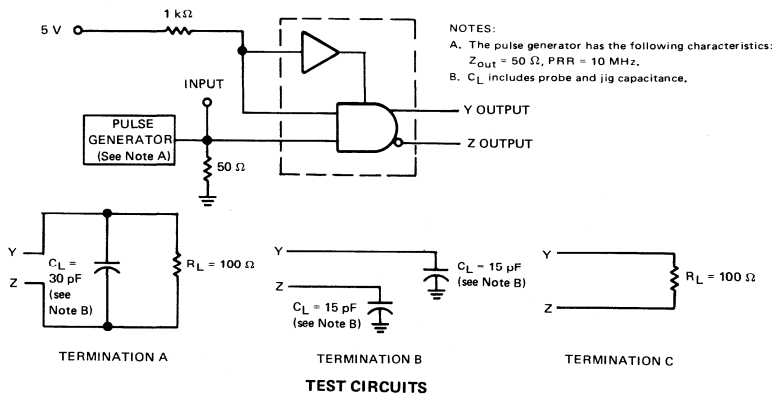 1 kΩ
5 V
NOTES:
A. The pulse generator has the following characteristics:
Zout = 50 Ω, PRR = 10 MHz.
B. CL includes probe and jig capacitance.
INPUT
PULSE
GENERATOR
(See Note A)
50 Ω
Y OUTPUT
Z OUTPUT
Y
Z
CL =
30 pF
(see
Note B)
RL = 100 Ω
TERMINATION A
Y
Z
CL – 15 pF
(see Note B)
CL = 15 pF
(see Note B)
TERMINATION B
Y
Z
RL = 100 Ω
TERMINATION C
TEST CIRCUITS